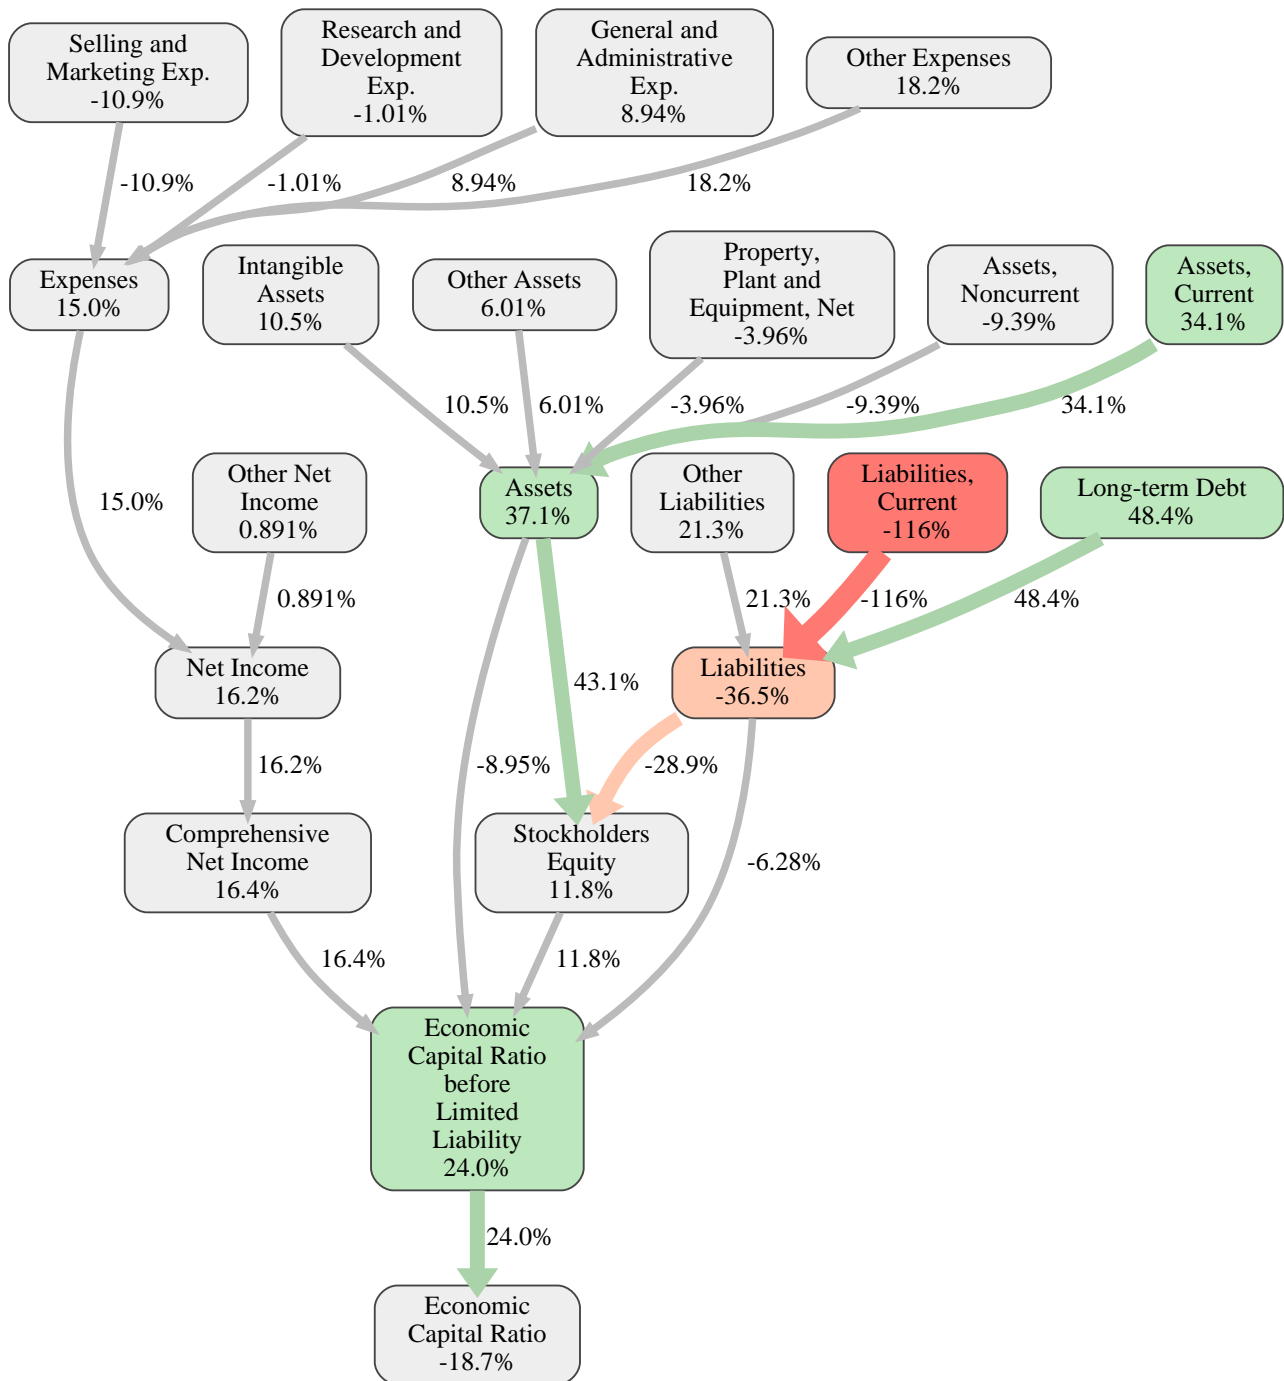 Selling and
Marketing Exp.
-10.9%
Research and
Development
Exp.
-1.01%
General and
Administrative
Exp.
8.94%
Other Expenses
18.2%
-10.9%
-1.01%
8.94%
18.2%
Expenses
15.0%
Intangible
Assets
10.5%
Other Assets
6.01%
Property,
Plant and
Equipment, Net
-3.96%
Assets,
Noncurrent
-9.39%
Assets,
Current
34.1%
10.5%
6.01%
-3.96%
-9.39%
34.1%
15.0%
Other Net
Income
0.891%
Assets
37.1%
Other
Liabilities
21.3%
Liabilities,
Current
-116%
Long-term Debt
48.4%
0.891%
21.3%
-116%
48.4%
Net Income
16.2%
43.1%
Liabilities
-36.5%
16.2%
-8.95%
-28.9%
Comprehensive
Net Income
16.4%
Stockholders
Equity
11.8%
-6.28%
16.4%
11.8%
Economic
Capital Ratio
before
Limited
Liability
24.0%
24.0%
Economic
Capital Ratio
-18.7%